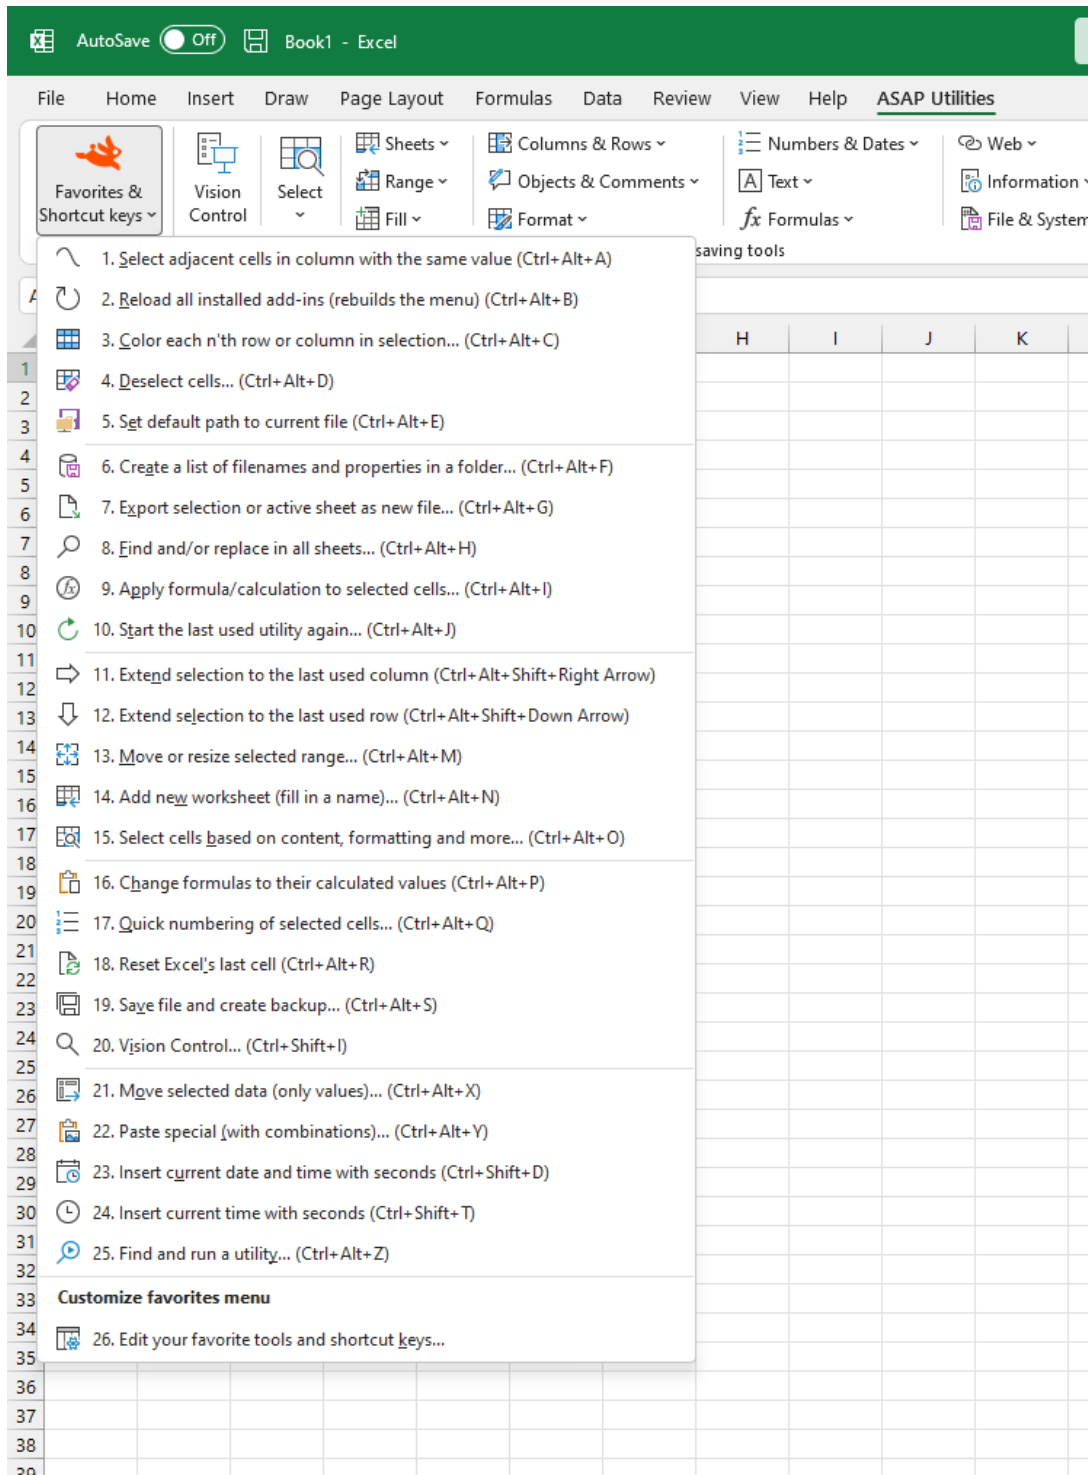 AutoSave Off Book1 - Excel
File Home Insert Draw Page Layout Formulas Data Review View Help ASAP Utilities
Favorites & Shortcut keys
Vision Control
Select
Sheets
Range
Fill
Columns & Rows
Objects & Comments
Format
Numbers & Dates
Text
fx Formulas
Web
Information
File & System
saving tools
1. Select adjacent cells in column with the same value (Ctrl+Alt+A)
2. Reload all installed add-ins (rebuilds the menu) (Ctrl+Alt+B)
3. Color each n'th row or column in selection... (Ctrl+Alt+C)
4. Deselect cells... (Ctrl+Alt+D)
5. Set default path to current file (Ctrl+Alt+E)
6. Create a list of filenames and properties in a folder... (Ctrl+Alt+F)
7. Export selection or active sheet as new file... (Ctrl+Alt+G)
8. Find and/or replace in all sheets... (Ctrl+Alt+H)
9. Apply formula/calculation to selected cells... (Ctrl+Alt+I)
10. Start the last used utility again... (Ctrl+Alt+J)
11. Extend selection to the last used column (Ctrl+Alt+Shift+Right Arrow)
12. Extend selection to the last used row (Ctrl+Alt+Shift+Down Arrow)
13. Move or resize selected range... (Ctrl+Alt+M)
14. Add new worksheet (fill in a name)... (Ctrl+Alt+N)
15. Select cells based on content, formatting and more... (Ctrl+Alt+O)
16. Change formulas to their calculated values (Ctrl+Alt+P)
17. Quick numbering of selected cells... (Ctrl+Alt+Q)
18. Reset Excel's last cell (Ctrl+Alt+R)
19. Save file and create backup... (Ctrl+Alt+S)
20. Vision Control... (Ctrl+Shift+I)
21. Move selected data (only values)... (Ctrl+Alt+X)
22. Paste special (with combinations)... (Ctrl+Alt+Y)
23. Insert current date and time with seconds (Ctrl+Shift+D)
24. Insert current time with seconds (Ctrl+Shift+T)
25. Find and run a utility... (Ctrl+Alt+Z)
Customize favorites menu
26. Edit your favorite tools and shortcut keys...
H I J K
1
2
3
4
5
6
7
8
9
10
11
12
13
14
15
16
17
18
19
20
21
22
23
24
25
26
27
28
29
30
31
32
33
34
35
36
37
38
39